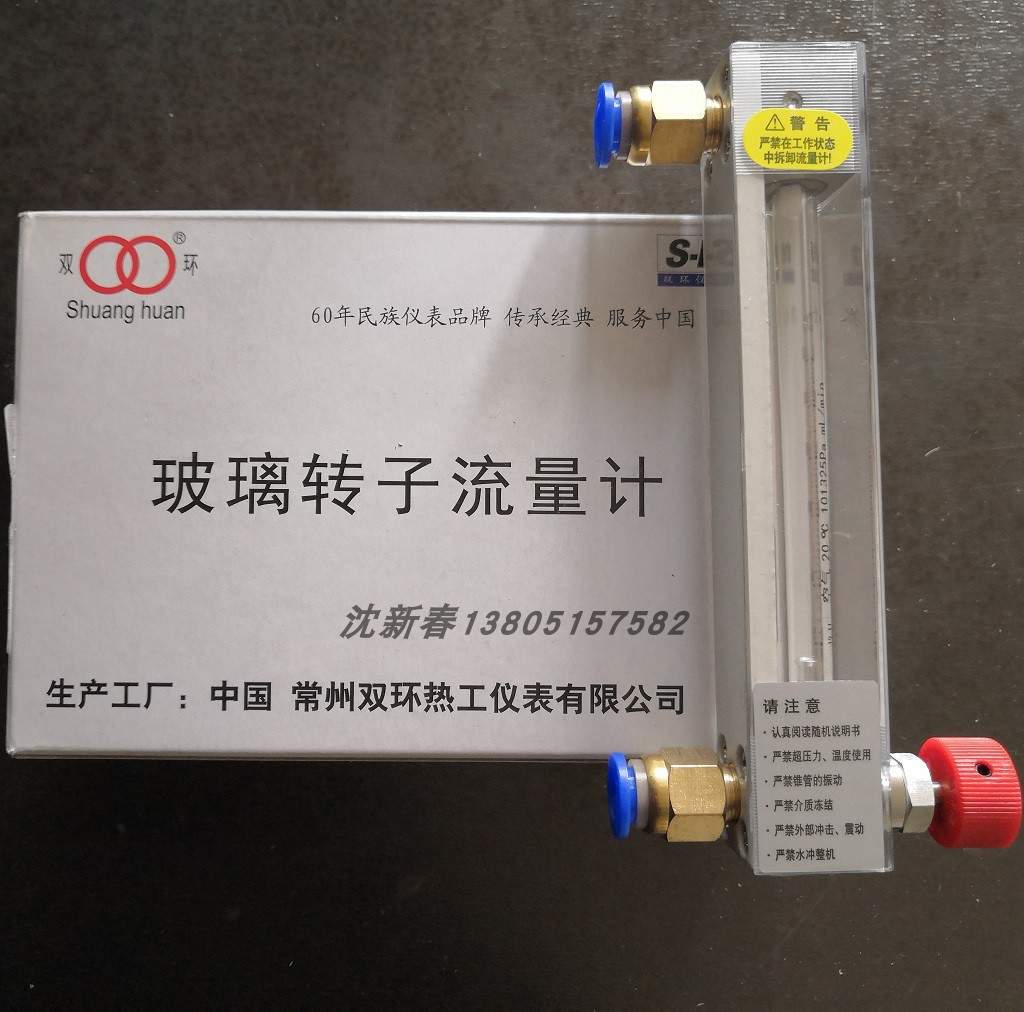 双 ® 环
Shuang huan
60年民族仪表品牌 传承经典 服务中国
玻璃转子流量计
沈新春13805157582
生产工厂：中国 常州双环热工仪表有限公司
警告
严禁在工作状态
中拆卸流量计!
20℃ 101325Pa ml/min
请注意
·认真阅读随机说明书
·严禁超压力、温度使用
·严禁锥管的振动
·严禁介质冻结
·严禁外部冲击、震动
·严禁水冲整机